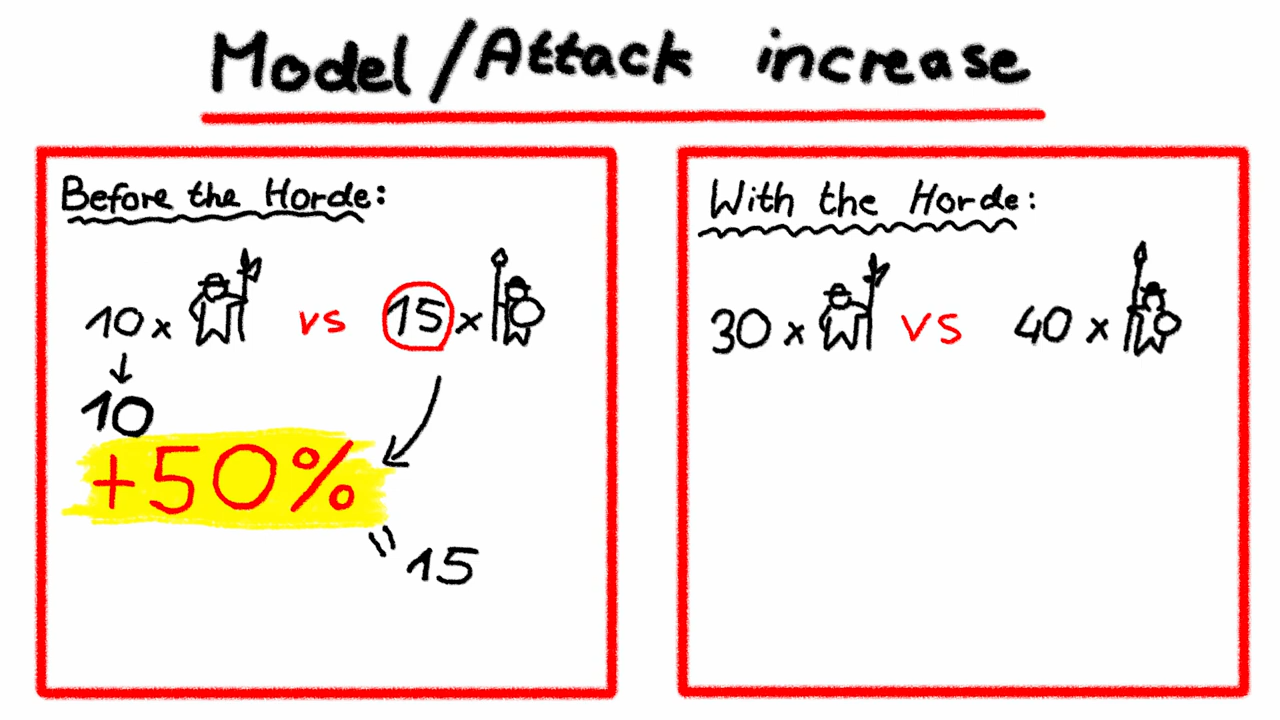 Model/Attack increase
Before the Horde:
10 x vs 15 x
10
+50%
" 15
With the Horde:
30 x vs 40 x